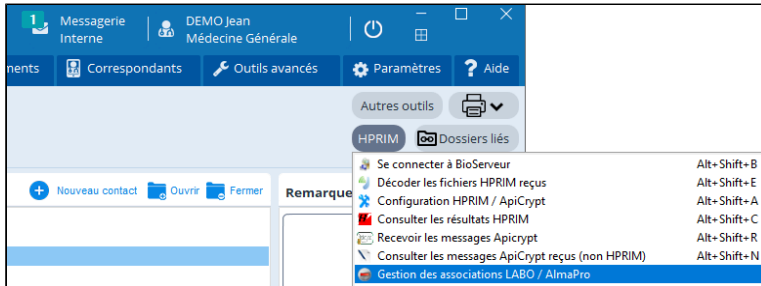 1
Messagerie
Interne
DEMO Jean
Médecine Générale
ments
Correspondants
Outils avancés
Paramètres
? Aide
Autres outils
HPRIM
Dossiers liés
Se connecter à BioServeur Alt+Shift+B
Décoder les fichiers HPRIM reçus Alt+Shift+E
Configuration HPRIM / ApiCrypt Alt+Shift+A
Consulter les résultats HPRIM Alt+Shift+C
Recevoir les messages Apicrypt Alt+Shift+R
Consulter les messages ApiCrypt reçus (non HPRIM) Alt+Shift+N
Gestion des associations LABO / AlmaPro
Nouveau contact
Ouvrir
Fermer
Remarque